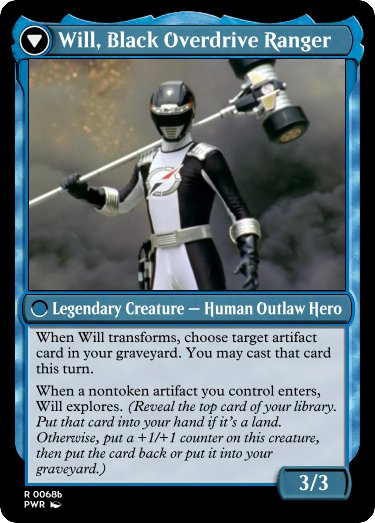 Will, Black Overdrive Ranger
Legendary Creature — Human Outlaw Hero
When Will transforms, choose target artifact
card in your graveyard. You may cast that card
this turn.
When a nontoken artifact you control enters,
Will explores. (Reveal the top card of your library.
Put that card into your hand if it's a land.
Otherwise, put a +1/+1 counter on this creature,
then put the card back or put it into your
graveyard.)
3/3
R 0068b
PWR